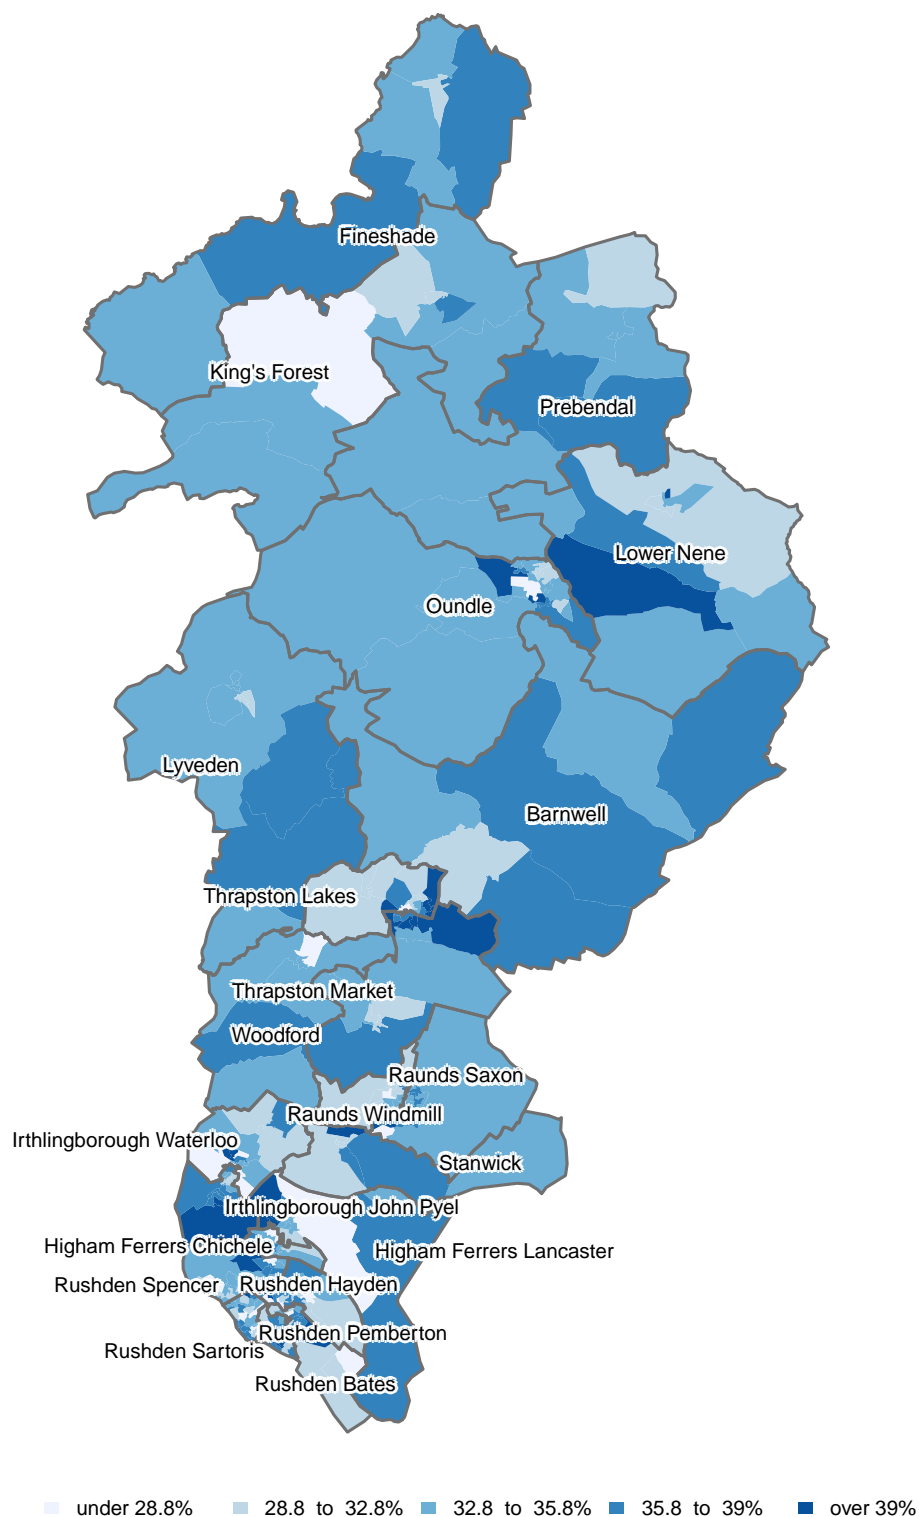 Fineshade
King's Forest
Prebendal
Lower Nene
Oundle
Lyveden
Barnwell
Thrapston Lakes
Thrapston Market
Woodford
Raunds Saxon
Raunds Windmill
Irthlingborough Waterloo
Stanwick
Irthlingborough John Pyel
Higham Ferrers Chichele
Higham Ferrers Lancaster
Rushden Spencer
Rushden Hayden
Rushden Pemberton
Rushden Sartoris
Rushden Bates
under 28.8% 28.8 to 32.8% 32.8 to 35.8% 35.8 to 39% over 39%